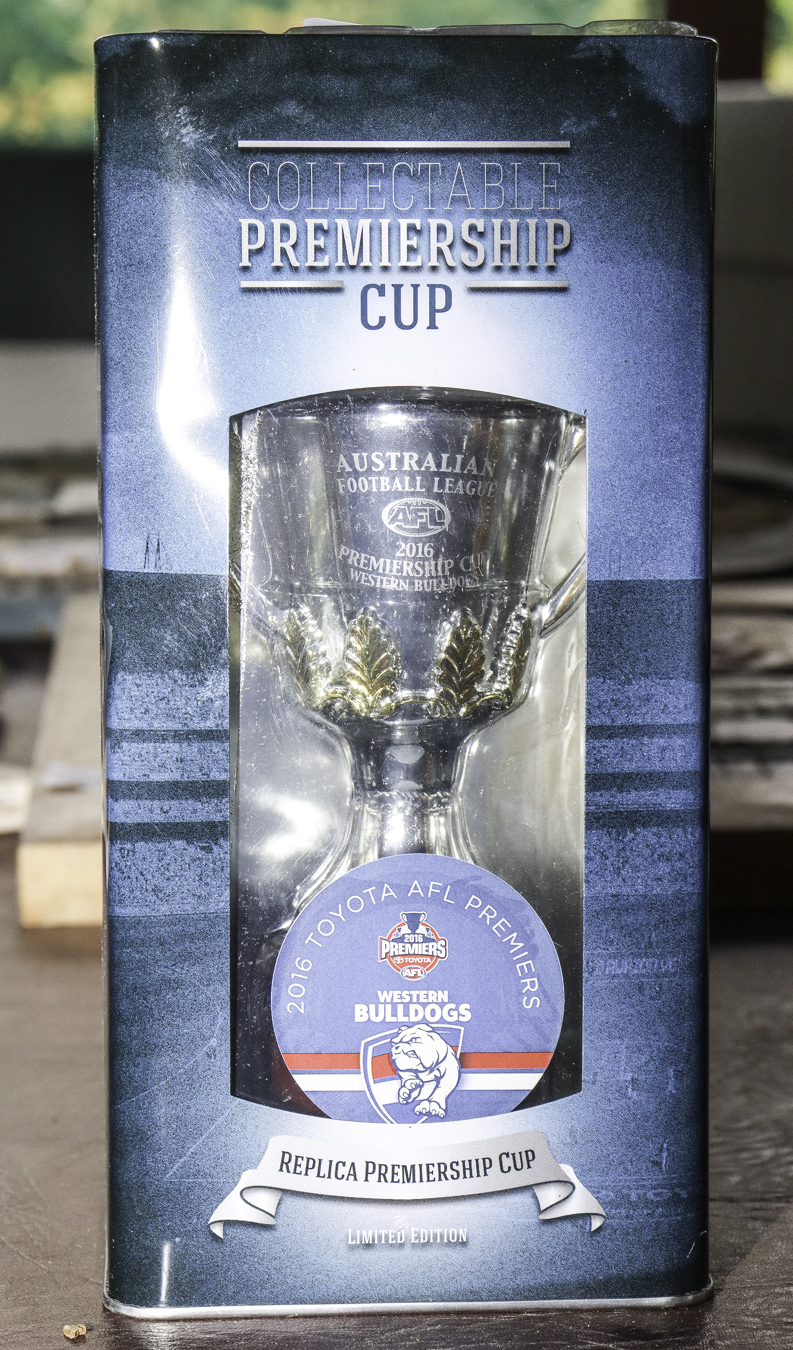 COLLECTABLE
PREMIERSHIP
CUP
AUSTRALIAN
FOOTBALL LEAGUE
AFL
2016
PREMIERSHIP CUP
WESTERN BULLDOGS
2016 TOYOTA AFL PREMIERS
2016
PREMIERS
TOYOTA
AFL
WESTERN
BULLDOGS
REPLICA PREMIERSHIP CUP
LIMITED EDITION